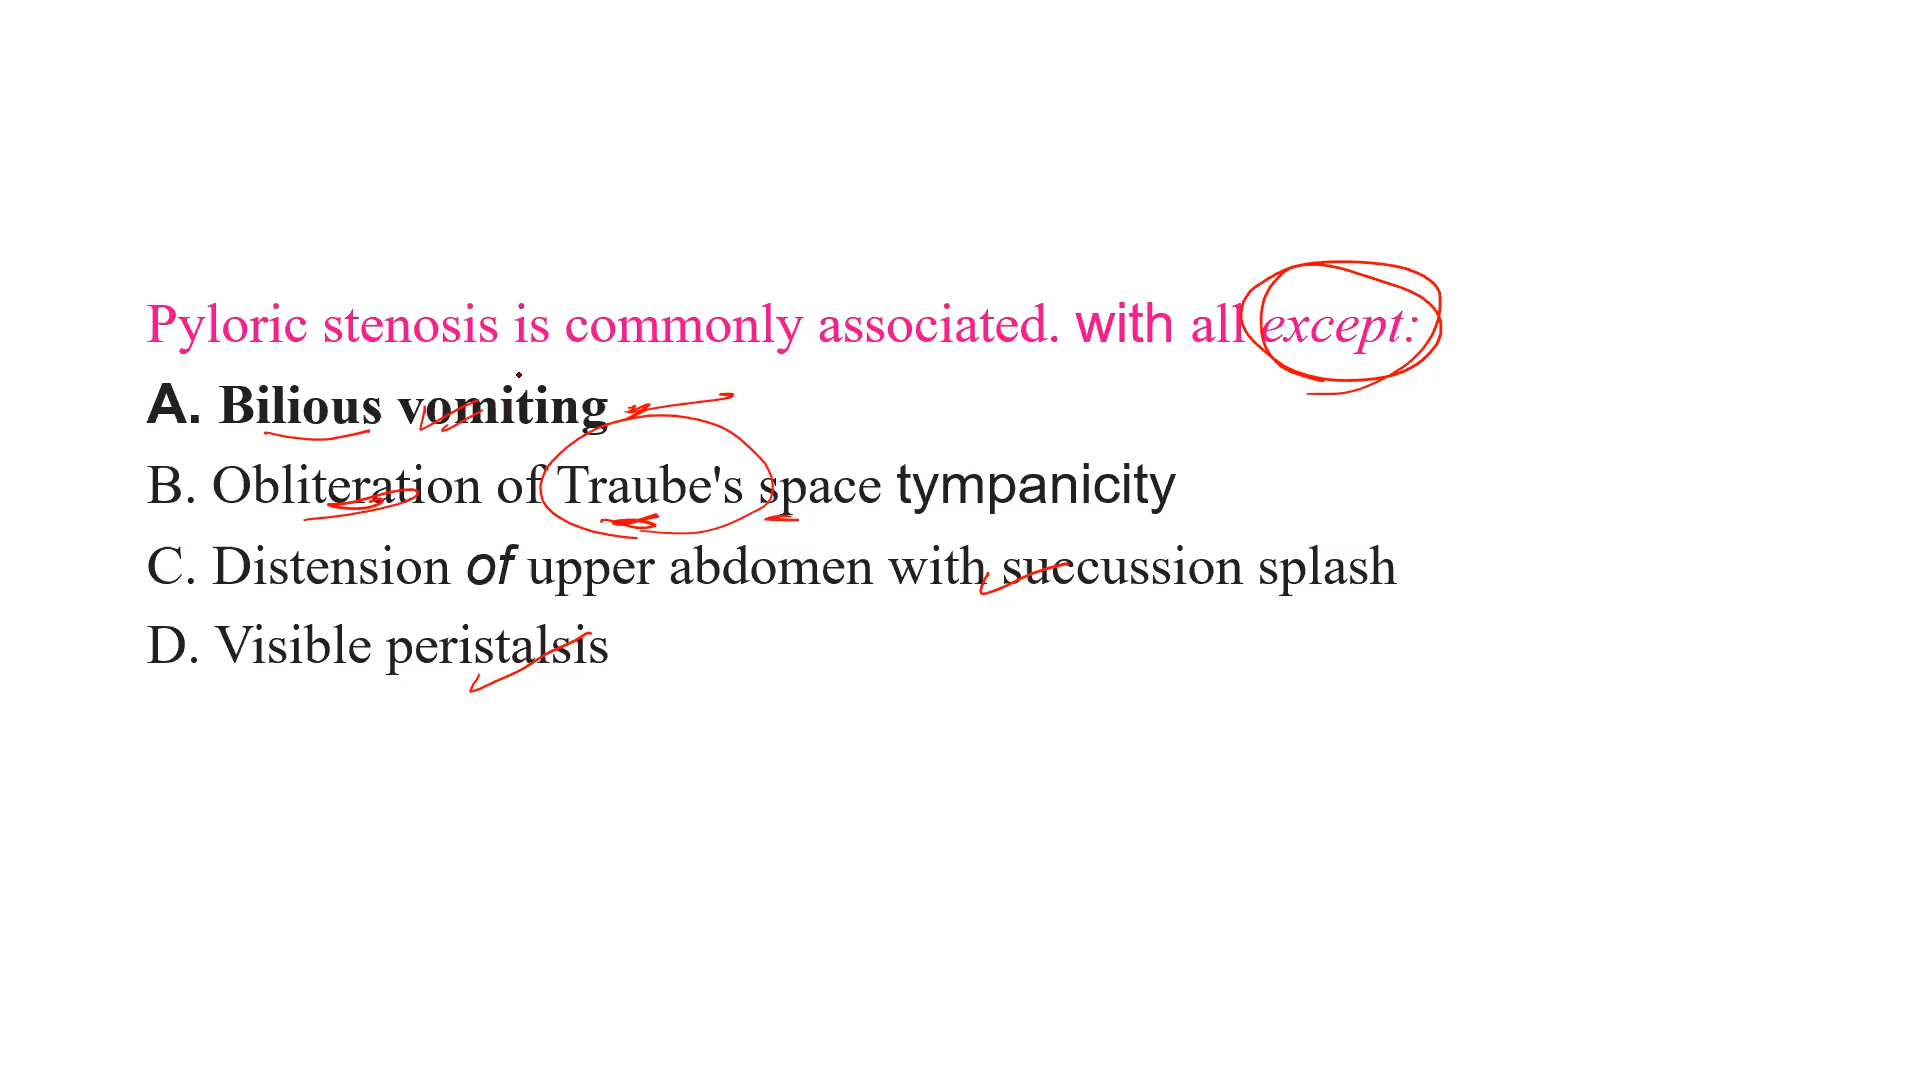 Pyloric stenosis is commonly associated. with all except:
A. Bilious vomiting
B. Obliteration of Traube's space tympanicity
C. Distension of upper abdomen with succussion splash
D. Visible peristalsis